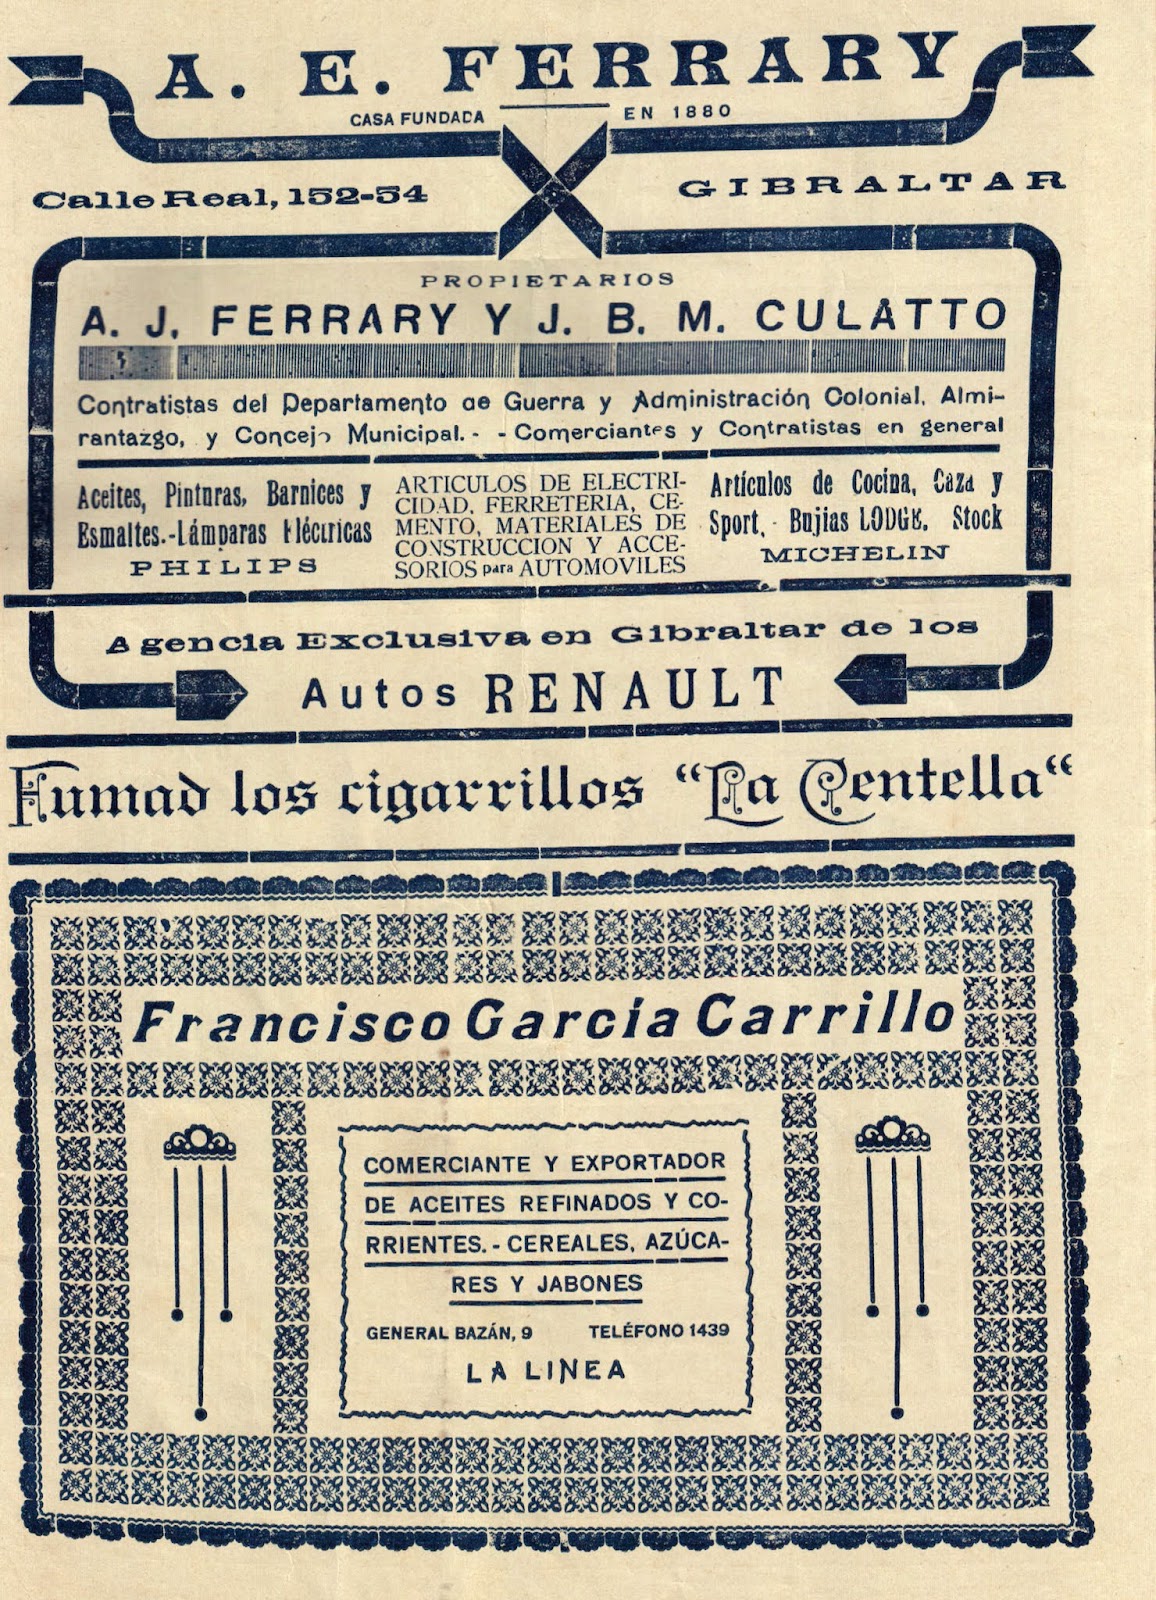 A. E. FERRARY
CASA FUNDADA EN 1880
Calle Real, 152-54 GIBRALTAR
PROPIETARIOS
A. J. FERRARY Y J. B. M. CULATTO
Contratistas del Departamento de Guerra y Administración Colonial, Almi-
rantazgo, y Concejo Municipal. - - Comerciantes y Contratistas en general
Aceites, Pinturas, Barnices y
Esmaltes.-Lámparas Eléctricas
PHILIPS
ARTICULOS DE ELECTRI-
CIDAD, FERRETERIA, CE-
MENTO, MATERIALES DE
CONSTRUCCION Y ACCE-
SORIOS para AUTOMOVILES
Artículos de Cocina, Caza y
Sport, - Bujias LODGE, Stock
MICHELIN
Agencia Exclusiva en Gibraltar de los
Autos RENAULT
Fumad los cigarrillos “La Centella“
Francisco García Carrillo
COMERCIANTE Y EXPORTADOR
DE ACEITES REFINADOS Y CO-
RRIENTES. - CEREALES, AZÚCA-
RES Y JABONES
GENERAL BAZÁN, 9 TELÉFONO 1439
LA LINEA